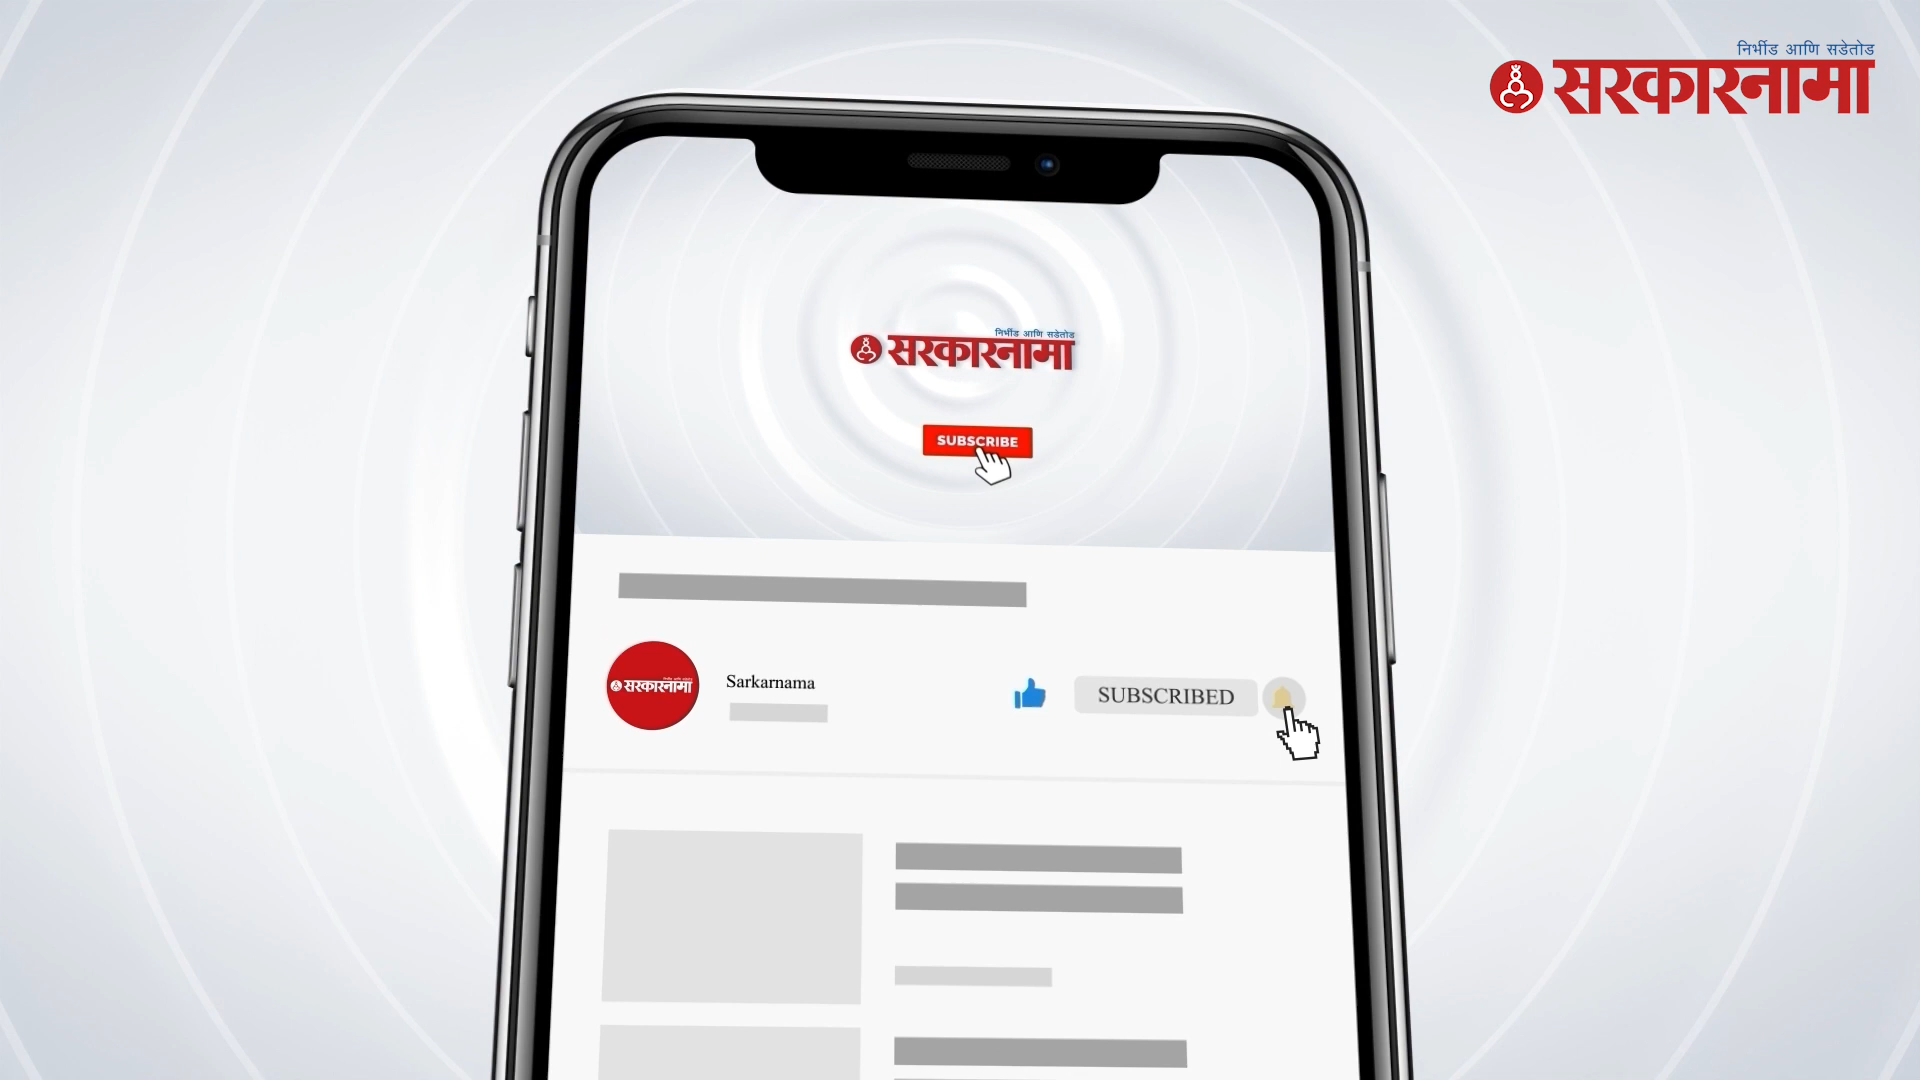 निर्भीड आणि सडेतोड
सरकारनामा
निर्भीड आणि सडेतोड
सरकारनामा
SUBSCRIBE
सरकारनामा
Sarkarnama
SUBSCRIBED